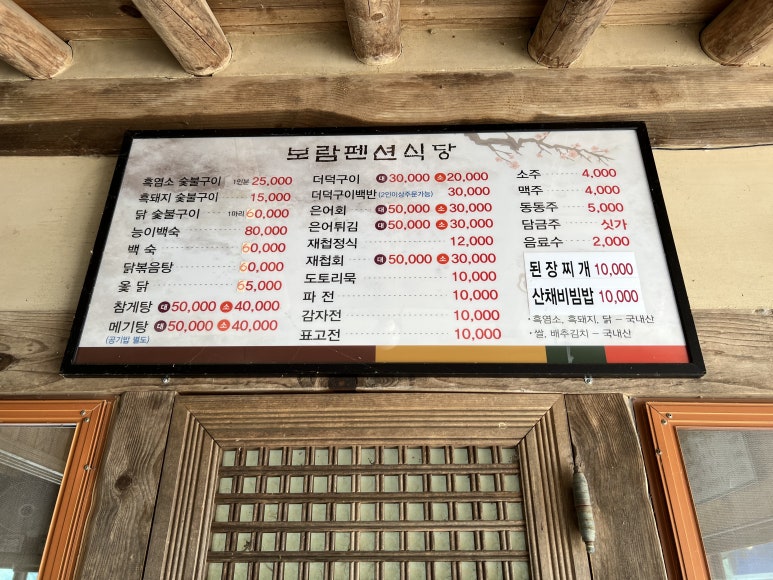 보람펜션식당
흑염소 숯불구이 1인분 25,000
흑돼지 숯불구이 15,000
닭 숯불구이 1마리 60,000
능이백숙 80,000
백 숙 60,000
닭볶음탕 60,000
옻 닭 65,000
참게탕 대 50,000 소 40,000
메기탕 대 50,000 소 40,000
(공기밥 별도)
더덕구이 대 30,000 소 20,000
더덕구이백반 (2인이상주문가능) 30,000
은어회 대 50,000 소 30,000
은어튀김 대 50,000 소 30,000
재첩정식 12,000
재첩회 대 50,000 소 30,000
도토리묵 10,000
파 전 10,000
감자전 10,000
표고전 10,000
소주 4,000
맥주 4,000
동동주 5,000
담금주 싯가
음료수 2,000
된 장 찌 개 10,000
산채비빔밥 10,000
· 흑염소, 흑돼지, 닭 – 국내산
· 쌀, 배추김치 – 국내산